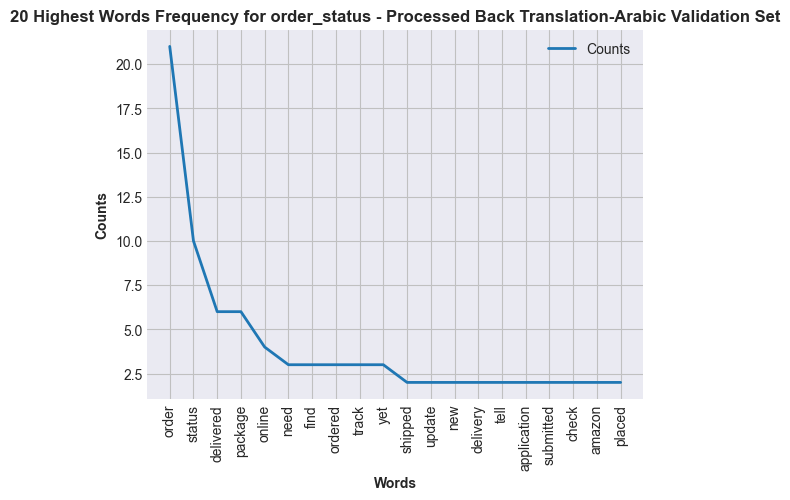 20 Highest Words Frequency for order_status - Processed Back Translation-Arabic Validation Set
Counts
20.0
17.5
15.0
12.5
10.0
7.5
5.0
2.5
Counts
order
status
delivered
package
online
need
find
ordered
track
yet
shipped
update
new
delivery
tell
application
submitted
check
amazon
placed
Words